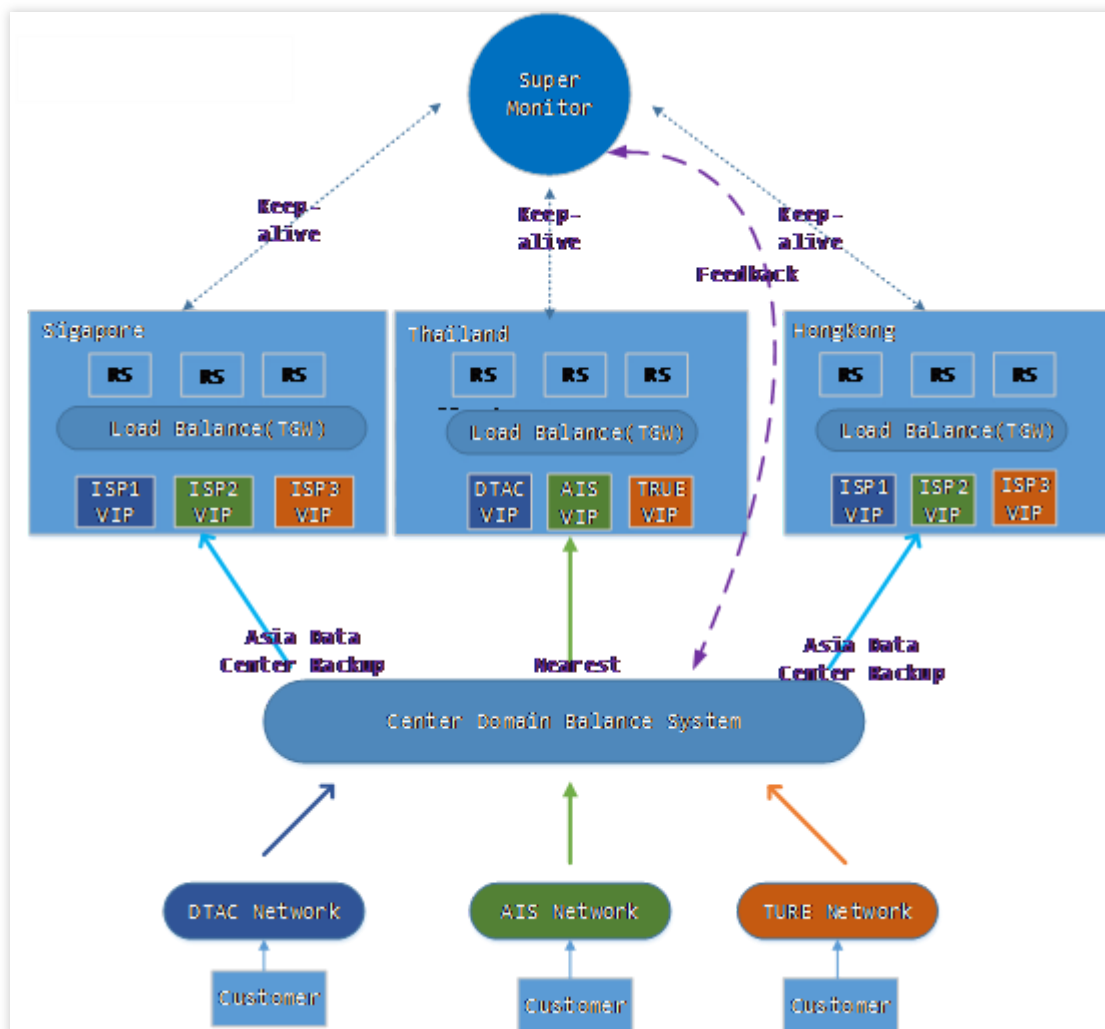 Super
Monitor
Keep-
alive
Keep-
alive
Keep-
alive
Feedback
Sigapore
RS
RS
RS
Load Balance(TGW)
ISP1
VIP
ISP2
VIP
ISP3
VIP
Thailand
RS
RS
RS
Load Balance(TGW)
DTAC
VIP
AIS
VIP
TRUE
VIP
HongKong
RS
RS
RS
Load Balance(TGW)
ISP1
VIP
ISP2
VIP
ISP3
VIP
Asia Data
Center Backup
Nearest
Asia Data
Center Backup
Center Domain Balance System
DTAC Network
AIS Network
TURE Network
Customer
Customer
Customer